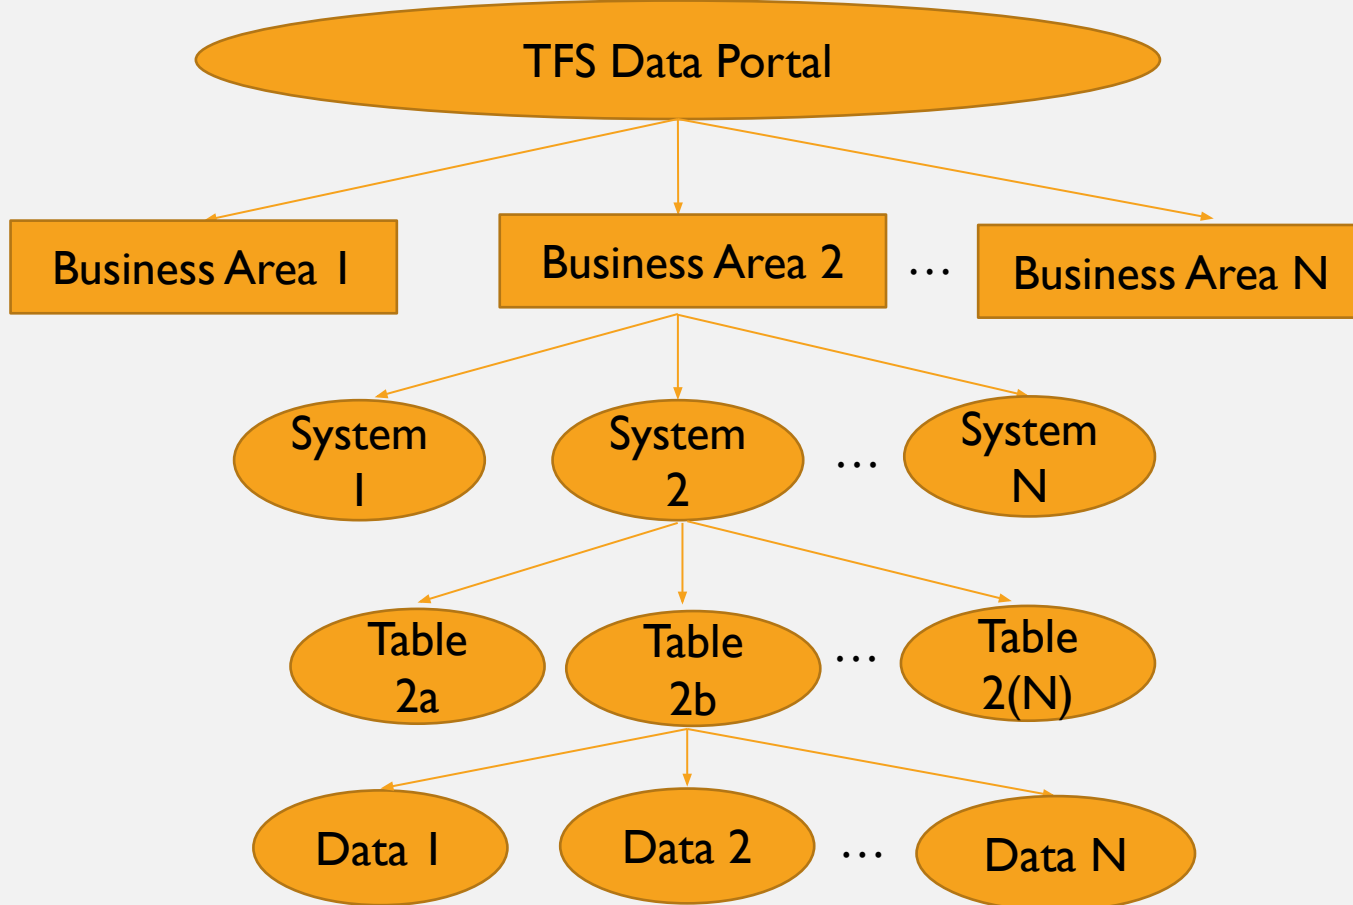 TFS Data Portal
Business Area 1
Business Area 2
...
Business Area N
System
1
System
2
...
System
N
Table
2a
Table
2b
...
Table
2(N)
Data 1
Data 2
...
Data N